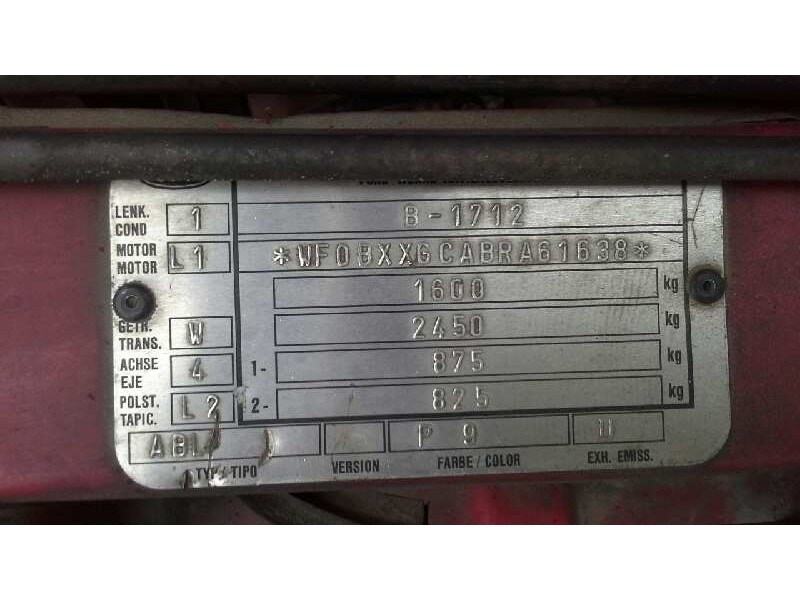 LENK. COND 1 B-1712
MOTOR MOTOR L1 *WF0BXXGCABRA61638*
1600 kg
GETR. TRANS. W 2450 kg
ACHSE EJE 4 1- 875 kg
POLST. TAPIC. L2 2- 825 kg
P 9
TYP/TIPO VERSION FARBE/COLOR EXH. EMISS.